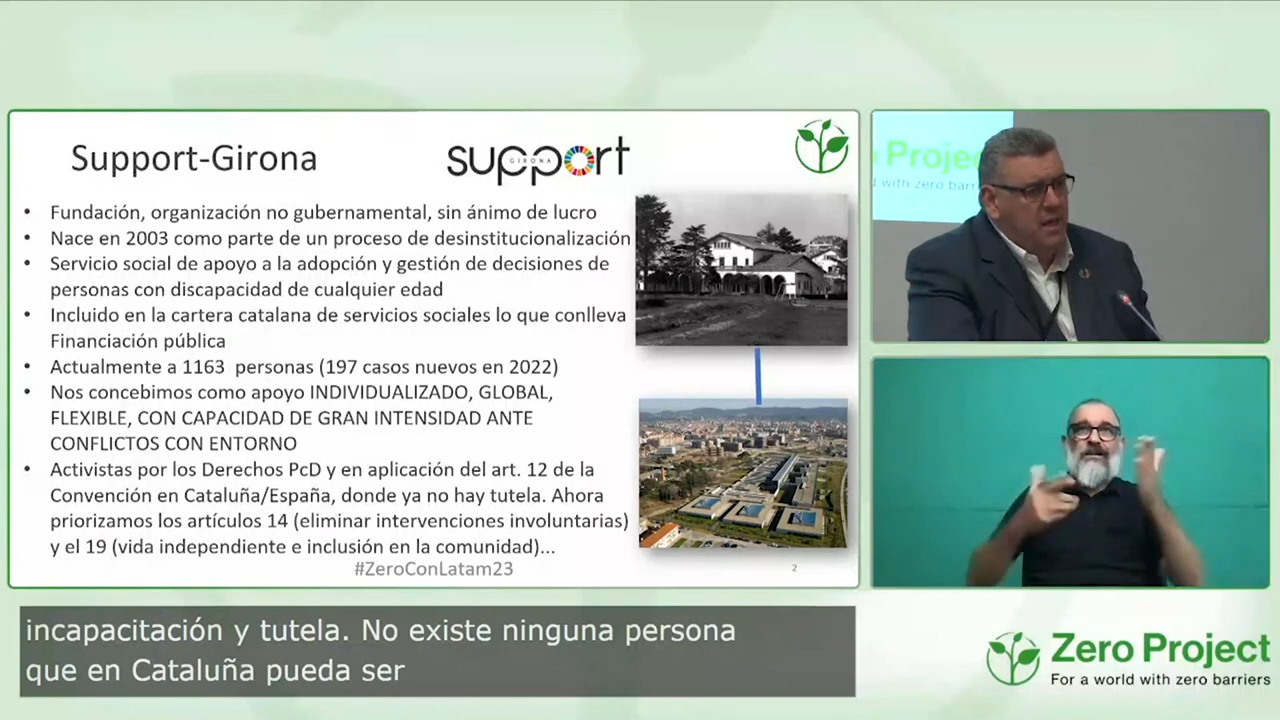 Support-Girona
support
GIRONA
• Fundación, organización no gubernamental, sin ánimo de lucro
• Nace en 2003 como parte de un proceso de desinstitucionalización
• Servicio social de apoyo a la adopción y gestión de decisiones de
personas con discapacidad de cualquier edad
• Incluido en la cartera catalana de servicios sociales lo que conlleva
Financiación pública
• Actualmente a 1163 personas (197 casos nuevos en 2022)
• Nos concebimos como apoyo INDIVIDUALIZADO, GLOBAL,
FLEXIBLE, CON CAPACIDAD DE GRAN INTENSIDAD ANTE
CONFLICTOS CON ENTORNO
• Activistas por los Derechos PcD y en aplicación del art. 12 de la
Convención en Cataluña/España, donde ya no hay tutela. Ahora
priorizamos los artículos 14 (eliminar intervenciones involuntarias)
y el 19 (vida independiente e inclusión en la comunidad)...
#ZeroConLatam23
2
Projec
d with zero barri
incapacitación y tutela. No existe ninguna persona
que en Cataluña pueda ser
Zero Project
For a world with zero barriers